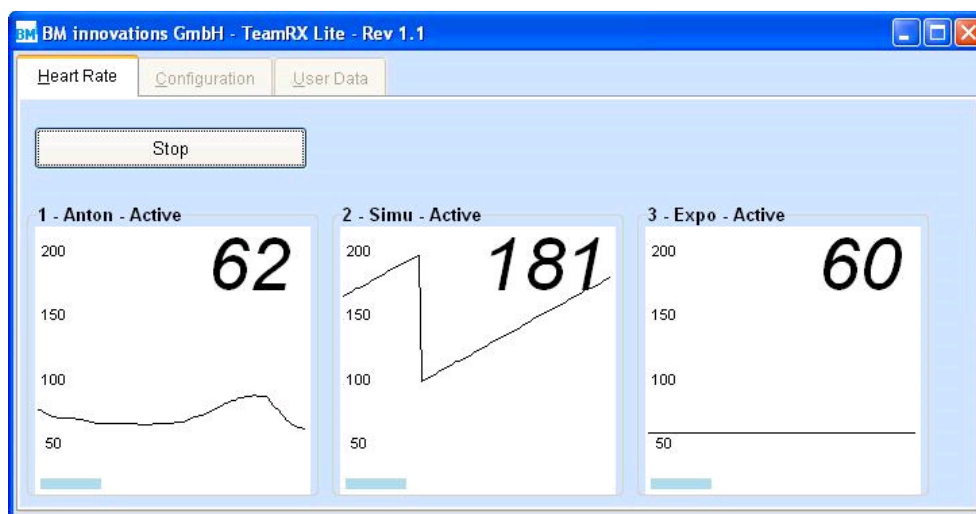 BM BM innovations GmbH - TeamRX Lite - Rev 1.1
Heart Rate Configuration User Data
Stop
1 - Anton - Active
200
62
150
100
50
2 - Simu - Active
200
181
150
100
50
3 - Expo - Active
200
60
150
100
50